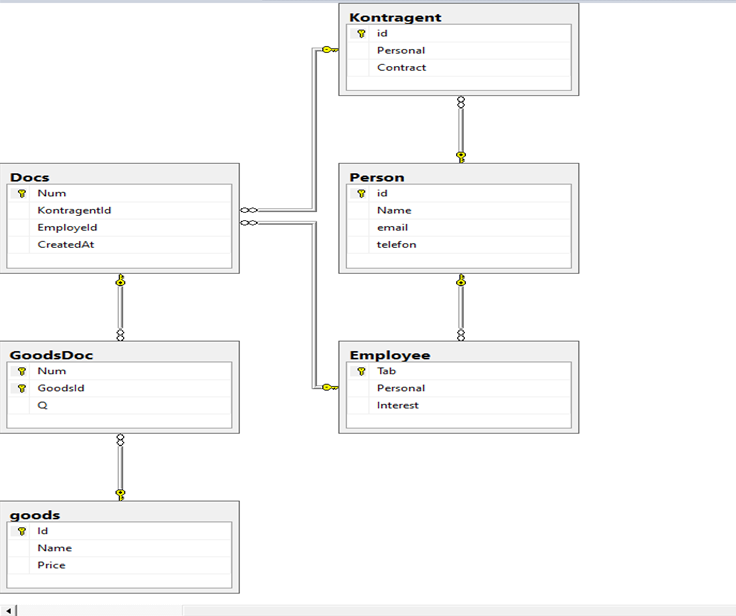 Kontragent
id
Personal
Contract
Docs
Num
KontragentId
EmployeId
CreatedAt
Person
id
Name
email
telefon
GoodsDoc
Num
GoodsId
Q
Employee
Tab
Personal
Interest
goods
Id
Name
Price